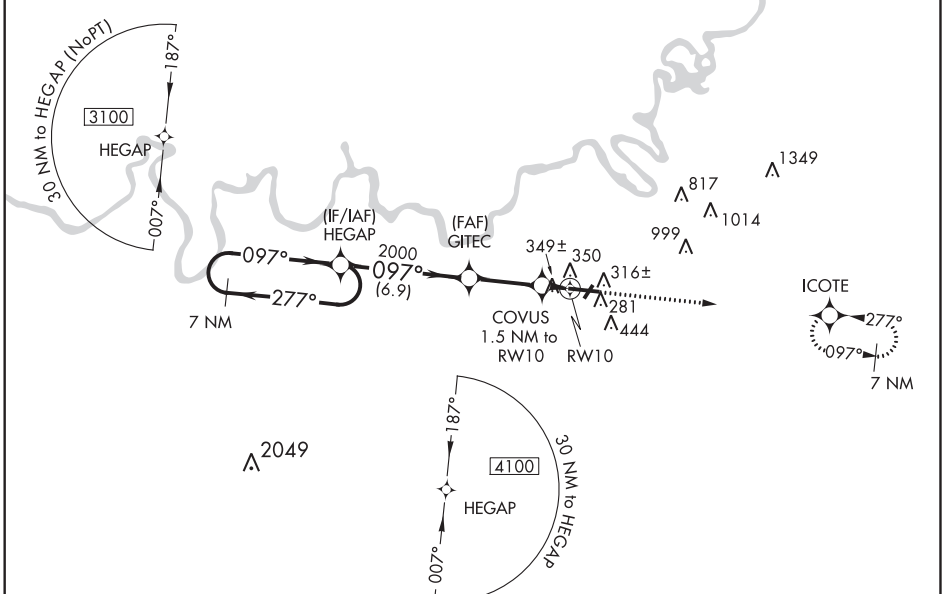 30 NM to HEGAP (NoPT)
187°
3100
HEGAP
007°
1349
817
1014
999
(IF/IAF)
HEGAP
(FAF)
GITEC
2000
097°
097°
(6.9)
349±
350
316±
277°
7 NM
COVUS
1.5 NM to
RW10
RW10
281
444
ICOTE
277°
097°
7 NM
187°
2049
4100
30 NM to HEGAP
HEGAP
007°